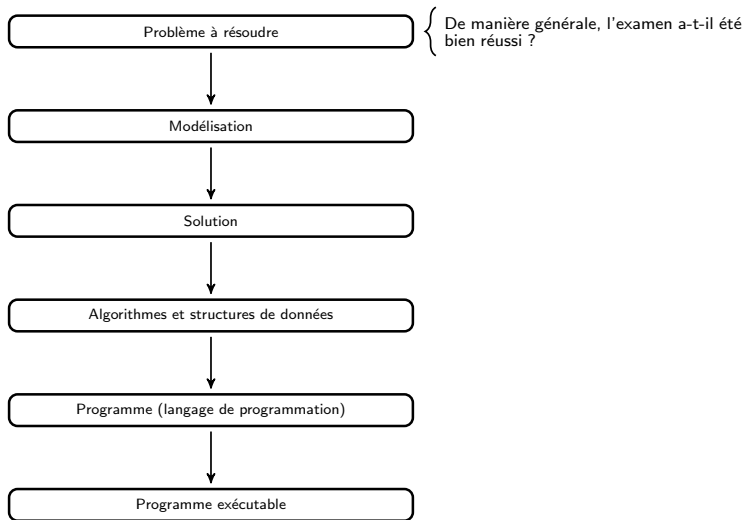 Problème à résoudre
De manière générale, l'examen a-t-il été
bien réussi ?
Modélisation
Solution
Algorithmes et structures de données
Programme (langage de programmation)
Programme exécutable